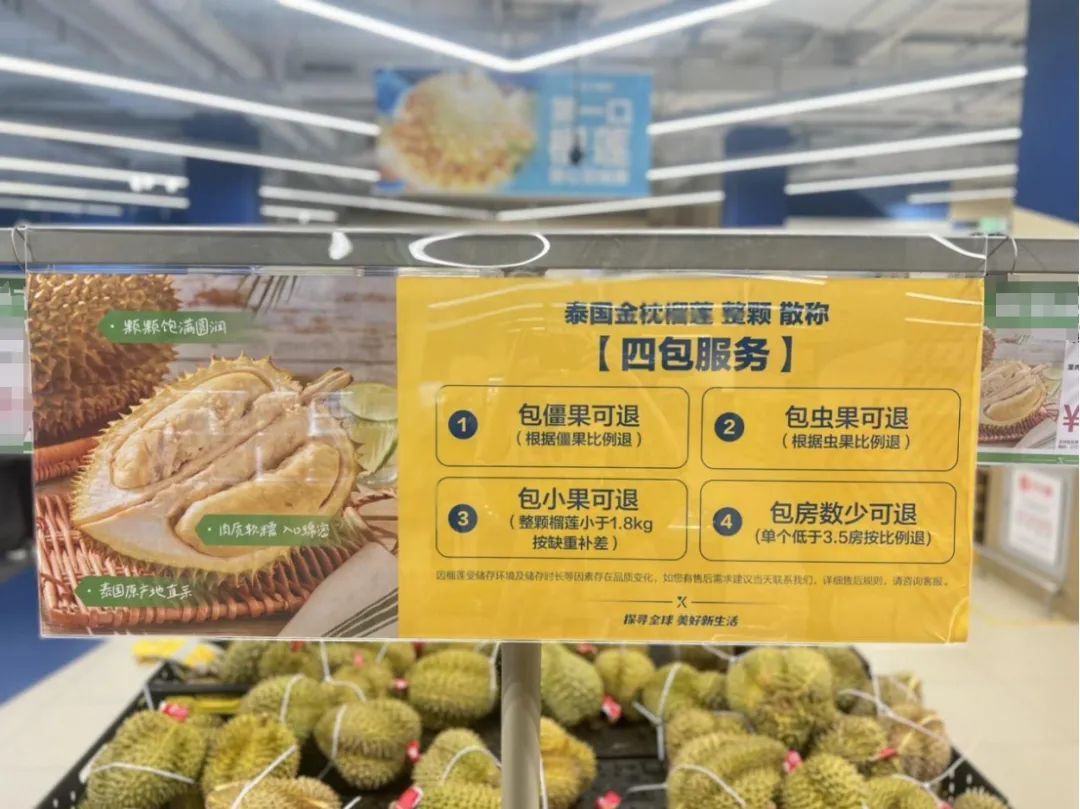 颗颗饱满圆润
肉质软糯 入口绵密
泰国原产地直采
泰国金枕榴莲 整颗 散称
【四包服务】
1
包僵果可退
(根据僵果比例退)
2
包虫果可退
(根据虫果比例退)
3
包小果可退
(整颗榴莲小于1.8kg
按缺重补差)
4
包房数少可退
(单个低于3.5房按比例退)
因榴莲受储存环境及储存时长等因素存在品质变化，如您有售后需求建议当天联系我们，详细售后规则，请咨询客服。
探寻全球 美好新生活